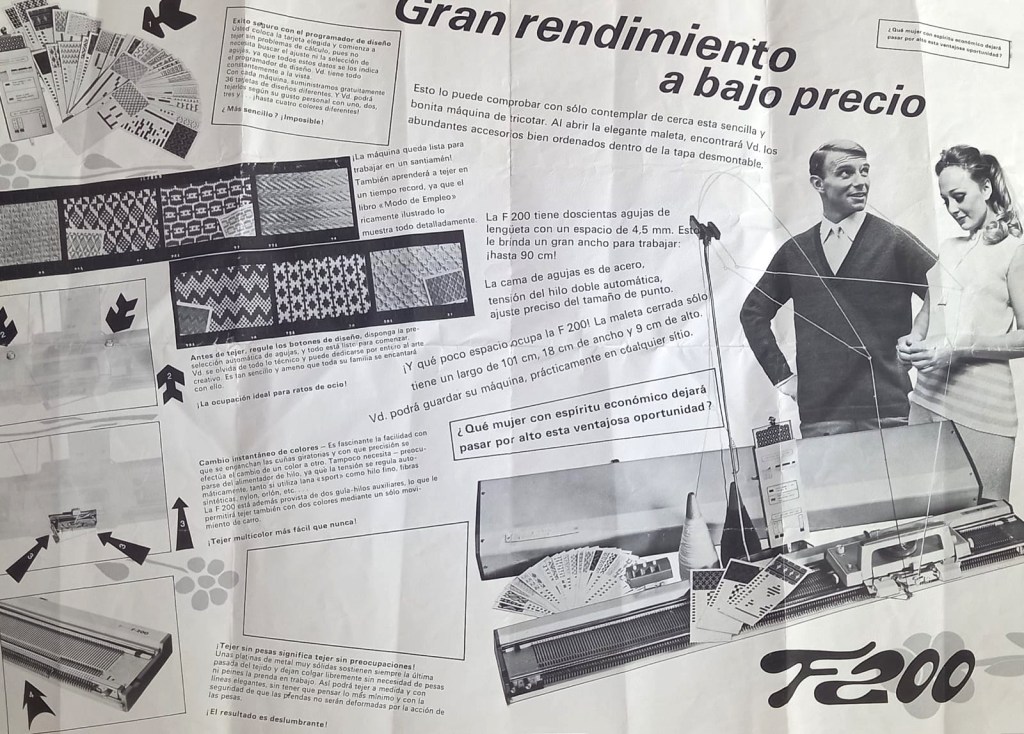 Gran rendimiento
a bajo precio
¿Qué mujer con espíritu económico dejará
pasar por alto esta ventajosa oportunidad?
Exito seguro con el programador de diseño
Usted coloca la tarjeta elegida y comienza a
tejer sin problemas de cálculo, pues no
necesita buscar el ajuste ni la selección de
agujas, ya que todos estos datos se los indica
el programador de diseño. Vd. tiene todo
constantemente a la vista.
Con cada máquina, suministramos gratuitamente
36 tarjetas de diseños diferentes. Y Vd. podrá
tejerlos según su gusto personal con uno, dos,
tres y ... ¡hasta cuatro colores diferentes!
¿Más sencillo? ¡Imposible!
Esto lo puede comprobar con sólo contemplar de cerca esta sencilla y
bonita máquina de tricotar. Al abrir la elegante maleta, encontrará Vd. los
abundantes accesorios bien ordenados dentro de la tapa desmontable.
¡La máquina queda lista para
trabajar en un santiamén!
También aprenderá a tejer en
un tiempo record, ya que el
libro «Modo de Empleo»
ricamente ilustrado lo
muestra todo detalladamente.
La F 200 tiene doscientas agujas de
lengüeta con un espacio de 4,5 mm. Esto
le brinda un gran ancho para trabajar:
¡hasta 90 cm!
La cama de agujas es de acero,
tensión del hilo doble automática,
ajuste preciso del tamaño de punto.
¡Y qué poco espacio ocupa la F 200! La maleta cerrada sólo
tiene un largo de 101 cm, 18 cm de ancho y 9 cm de alto.
Vd. podrá guardar su máquina, prácticamente en cualquier sitio.
¿Qué mujer con espíritu económico dejará
pasar por alto esta ventajosa oportunidad?
2
Antes de tejer, regule los botones de diseño, disponga la pre-
selección automática de agujas, y todo está listo para comenzar.
Vd. se olvida de todo lo técnico y puede dedicarse por entero al arte
creativo. Es tan sencillo y ameno que toda su familia se encantará
con ello.
¡La ocupación ideal para ratos de ocio!
3
3
3
Cambio instantáneo de colores – Es fascinante la facilidad con
que se enganchan las cuñas giratorias y con que precisión se
efectúa el cambio de un color a otro. Tampoco necesita preocu-
parse del alimentador de hilo, ya que la tensión se regula auto-
máticamente, tanto si utiliza lana «sport» como hilo fino, fibras
sintéticas, nylon, orlón, etc. . . .
La F 200 está además provista de dos guía-hilos auxiliares, lo que le
permitirá tejer también con dos colores mediante un sólo movi-
miento de carro.
¡Tejer multicolor más fácil que nunca!
F 200
4
¡Tejer sin pesas significa tejer sin preocupaciones!
Unas platinas de metal muy sólidas sostienen siempre la última
pasada del tejido y dejan colgar libremente sin necesidad de pesas
ni peines la prenda en trabajo. Así podrá tejer a medida y con
líneas elegantes, sin tener que pensar lo más mínimo y con la
seguridad de que las prendas no serán deformadas por la acción de
las pesas.
¡El resultado es deslumbrante!
F200